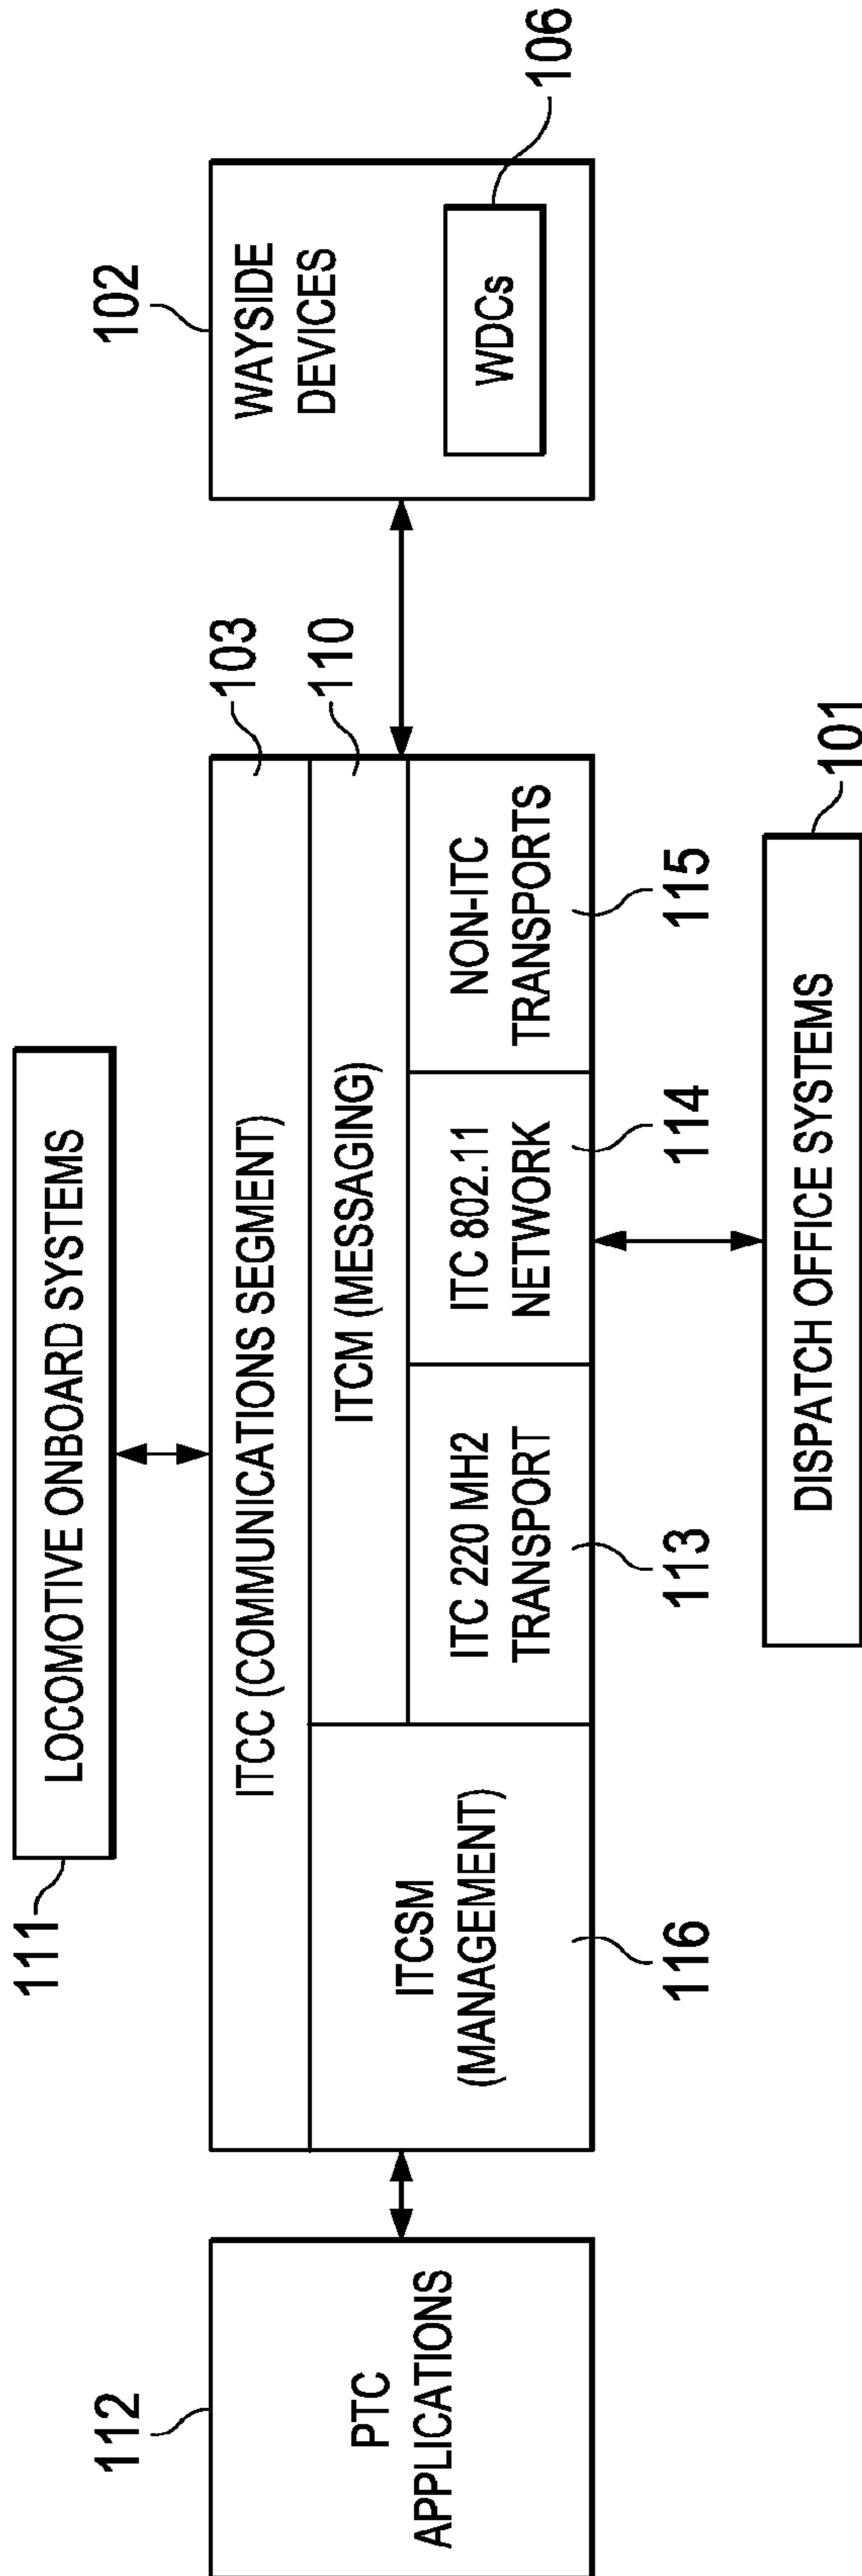 111
LOCOMOTIVE ONBOARD SYSTEMS
112
PTC
APPLICATIONS
ITCC (COMMUNICATIONS SEGMENT)
103
ITCM (MESSAGING)
110
ITCSM
(MANAGEMENT)
116
ITC 220 MH2
TRANSPORT
113
ITC 802.11
NETWORK
114
NON-ITC
TRANSPORTS
115
102
WAYSIDE
DEVICES
WDCs
106
DISPATCH OFFICE SYSTEMS
101